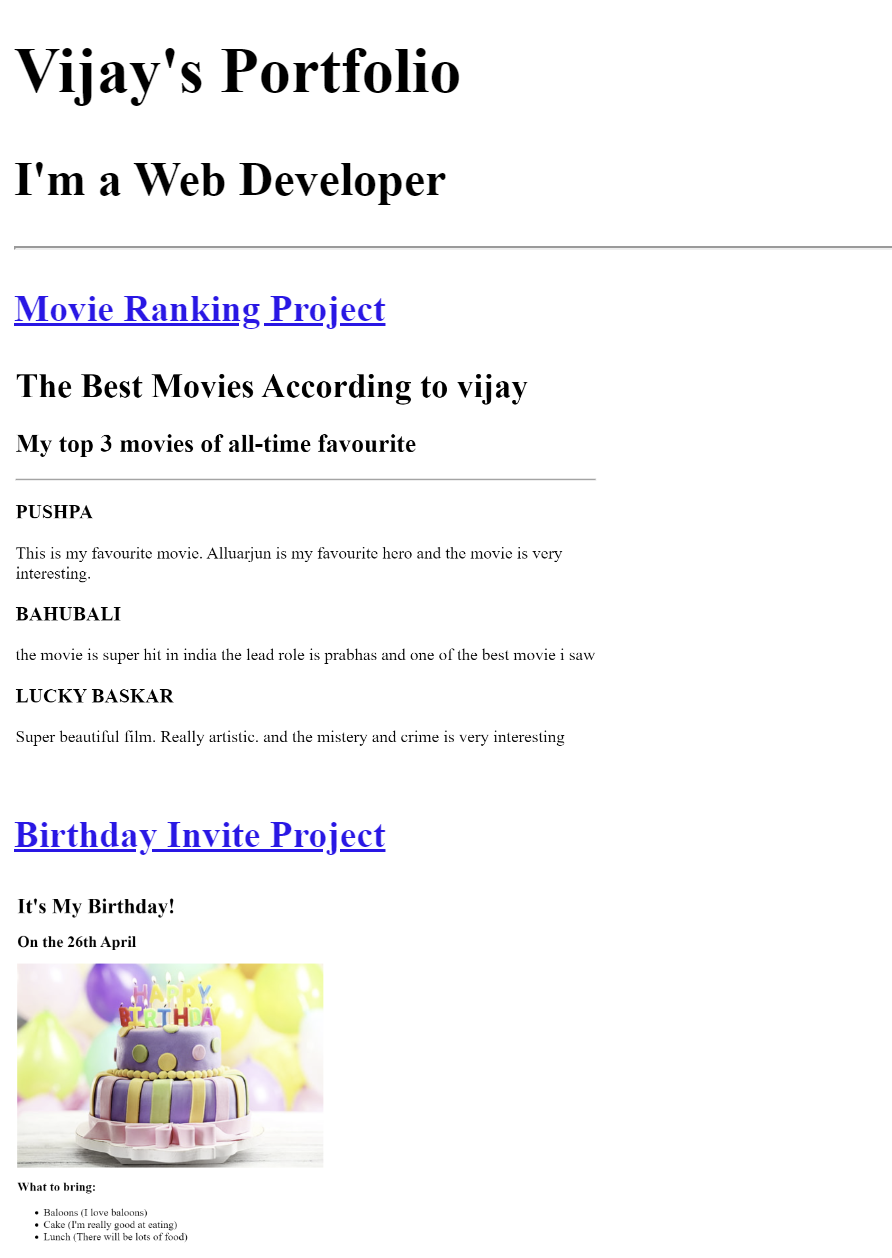 Vijay's Portfolio
I'm a Web Developer
Movie Ranking Project
The Best Movies According to vijay
My top 3 movies of all-time favourite
PUSHPA
This is my favourite movie. Alluarjun is my favourite hero and the movie is very
interesting.
BAHUBALI
the movie is super hit in india the lead role is prabhas and one of the best movie i saw
LUCKY BASKAR
Super beautiful film. Really artistic. and the mistery and crime is very interesting
Birthday Invite Project
It's My Birthday!
On the 26th April
HAPPY
BIRTHDAY
What to bring:
• Baloons (I love baloons)
• Cake (I'm really good at eating)
• Lunch (There will be lots of food)